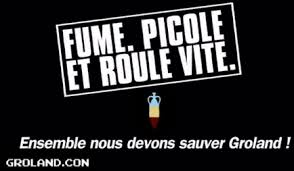 FUME. PICOLE
ET ROULE VITE.
Ensemble nous devons sauver Groland !
GROLAND.CON